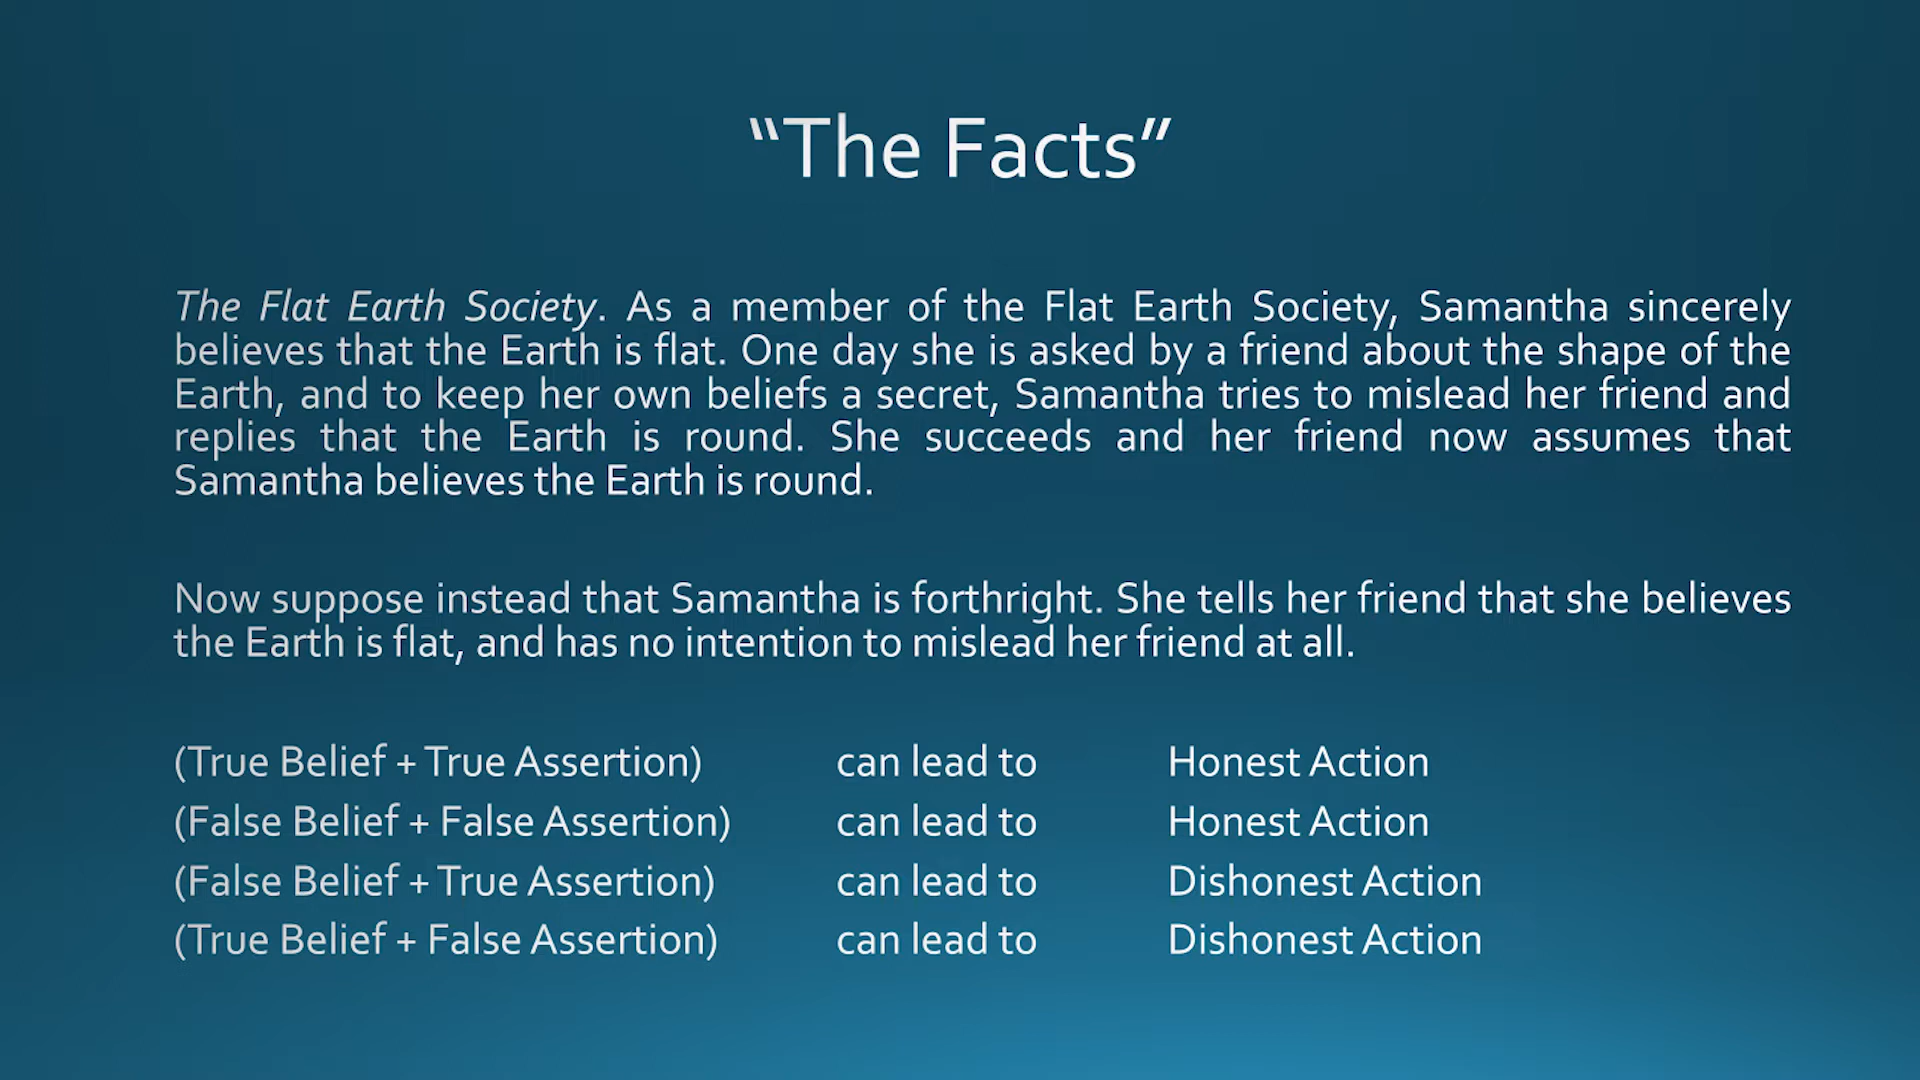 “The Facts”
The Flat Earth Society. As a member of the Flat Earth Society, Samantha sincerely
believes that the Earth is flat. One day she is asked by a friend about the shape of the
Earth, and to keep her own beliefs a secret, Samantha tries to mislead her friend and
replies that the Earth is round. She succeeds and her friend now assumes that
Samantha believes the Earth is round.
Now suppose instead that Samantha is forthright. She tells her friend that she believes
the Earth is flat, and has no intention to mislead her friend at all.
(True Belief + True Assertion) can lead to Honest Action
(False Belief + False Assertion) can lead to Honest Action
(False Belief + True Assertion) can lead to Dishonest Action
(True Belief + False Assertion) can lead to Dishonest Action